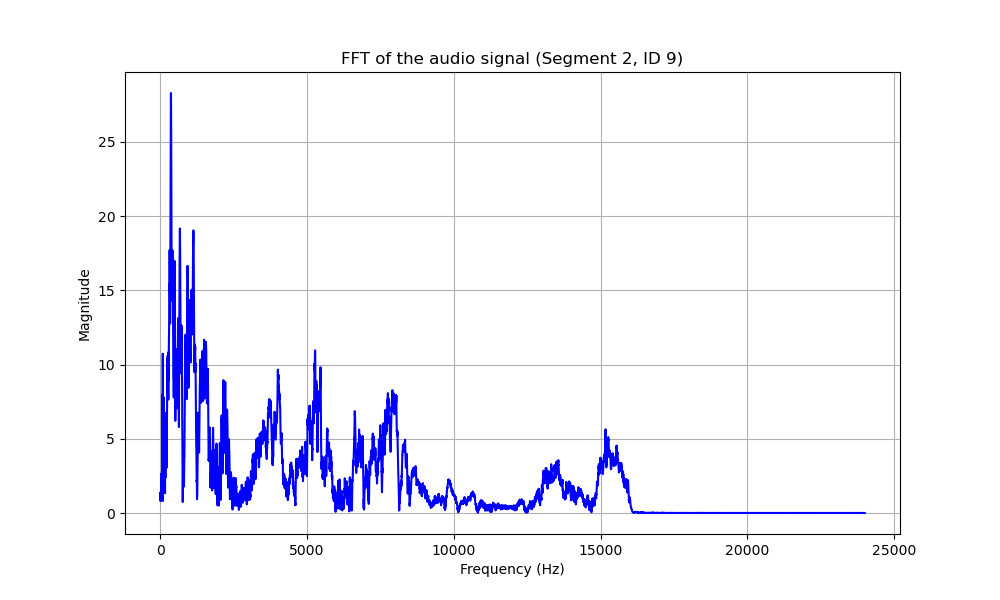 FFT of the audio signal (Segment 2, ID 9)
Magnitude
25
20
15
10
5
0
0 5000 10000 15000 20000 25000
Frequency (Hz)